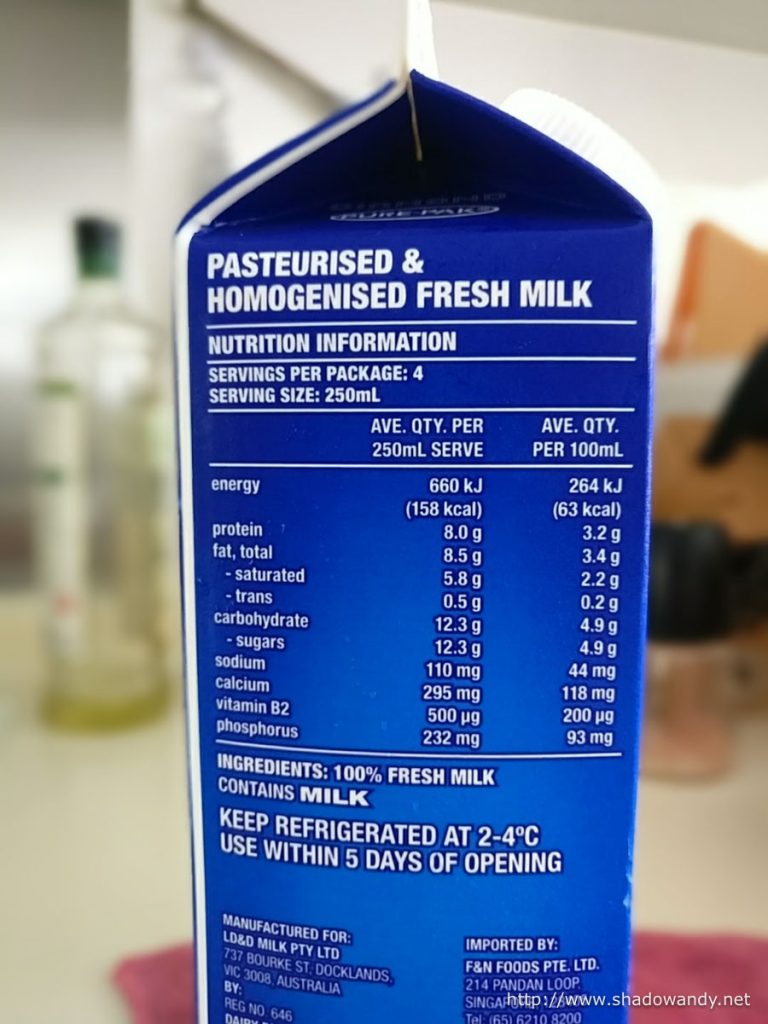 PURE-PAK
PASTEURISED &
HOMOGENISED FRESH MILK
NUTRITION INFORMATION
SERVINGS PER PACKAGE: 4
SERVING SIZE: 250mL
AVE. QTY. PER AVE. QTY.
250mL SERVE PER 100mL
energy 660 kJ 264 kJ
(158 kcal) (63 kcal)
protein 8.0 g 3.2 g
fat, total 8.5 g 3.4 g
- saturated 5.8 g 2.2 g
- trans 0.5 g 0.2 g
carbohydrate 12.3 g 4.9 g
- sugars 12.3 g 4.9 g
sodium 110 mg 44 mg
calcium 295 mg 118 mg
vitamin B2 500 µg 200 µg
phosphorus 232 mg 93 mg
INGREDIENTS: 100% FRESH MILK
CONTAINS MILK
KEEP REFRIGERATED AT 2-4ºC
USE WITHIN 5 DAYS OF OPENING
MANUFACTURED FOR:
LD&D MILK PTY LTD
737 BOURKE ST, DOCKLANDS,
VIC 3008, AUSTRALIA
BY:
REG NO. 646
IMPORTED BY:
F&N FOODS PTE. LTD.
214 PANDAN LOOP,
Tel: (65) 6210 8200
http://www.shadowandy.net